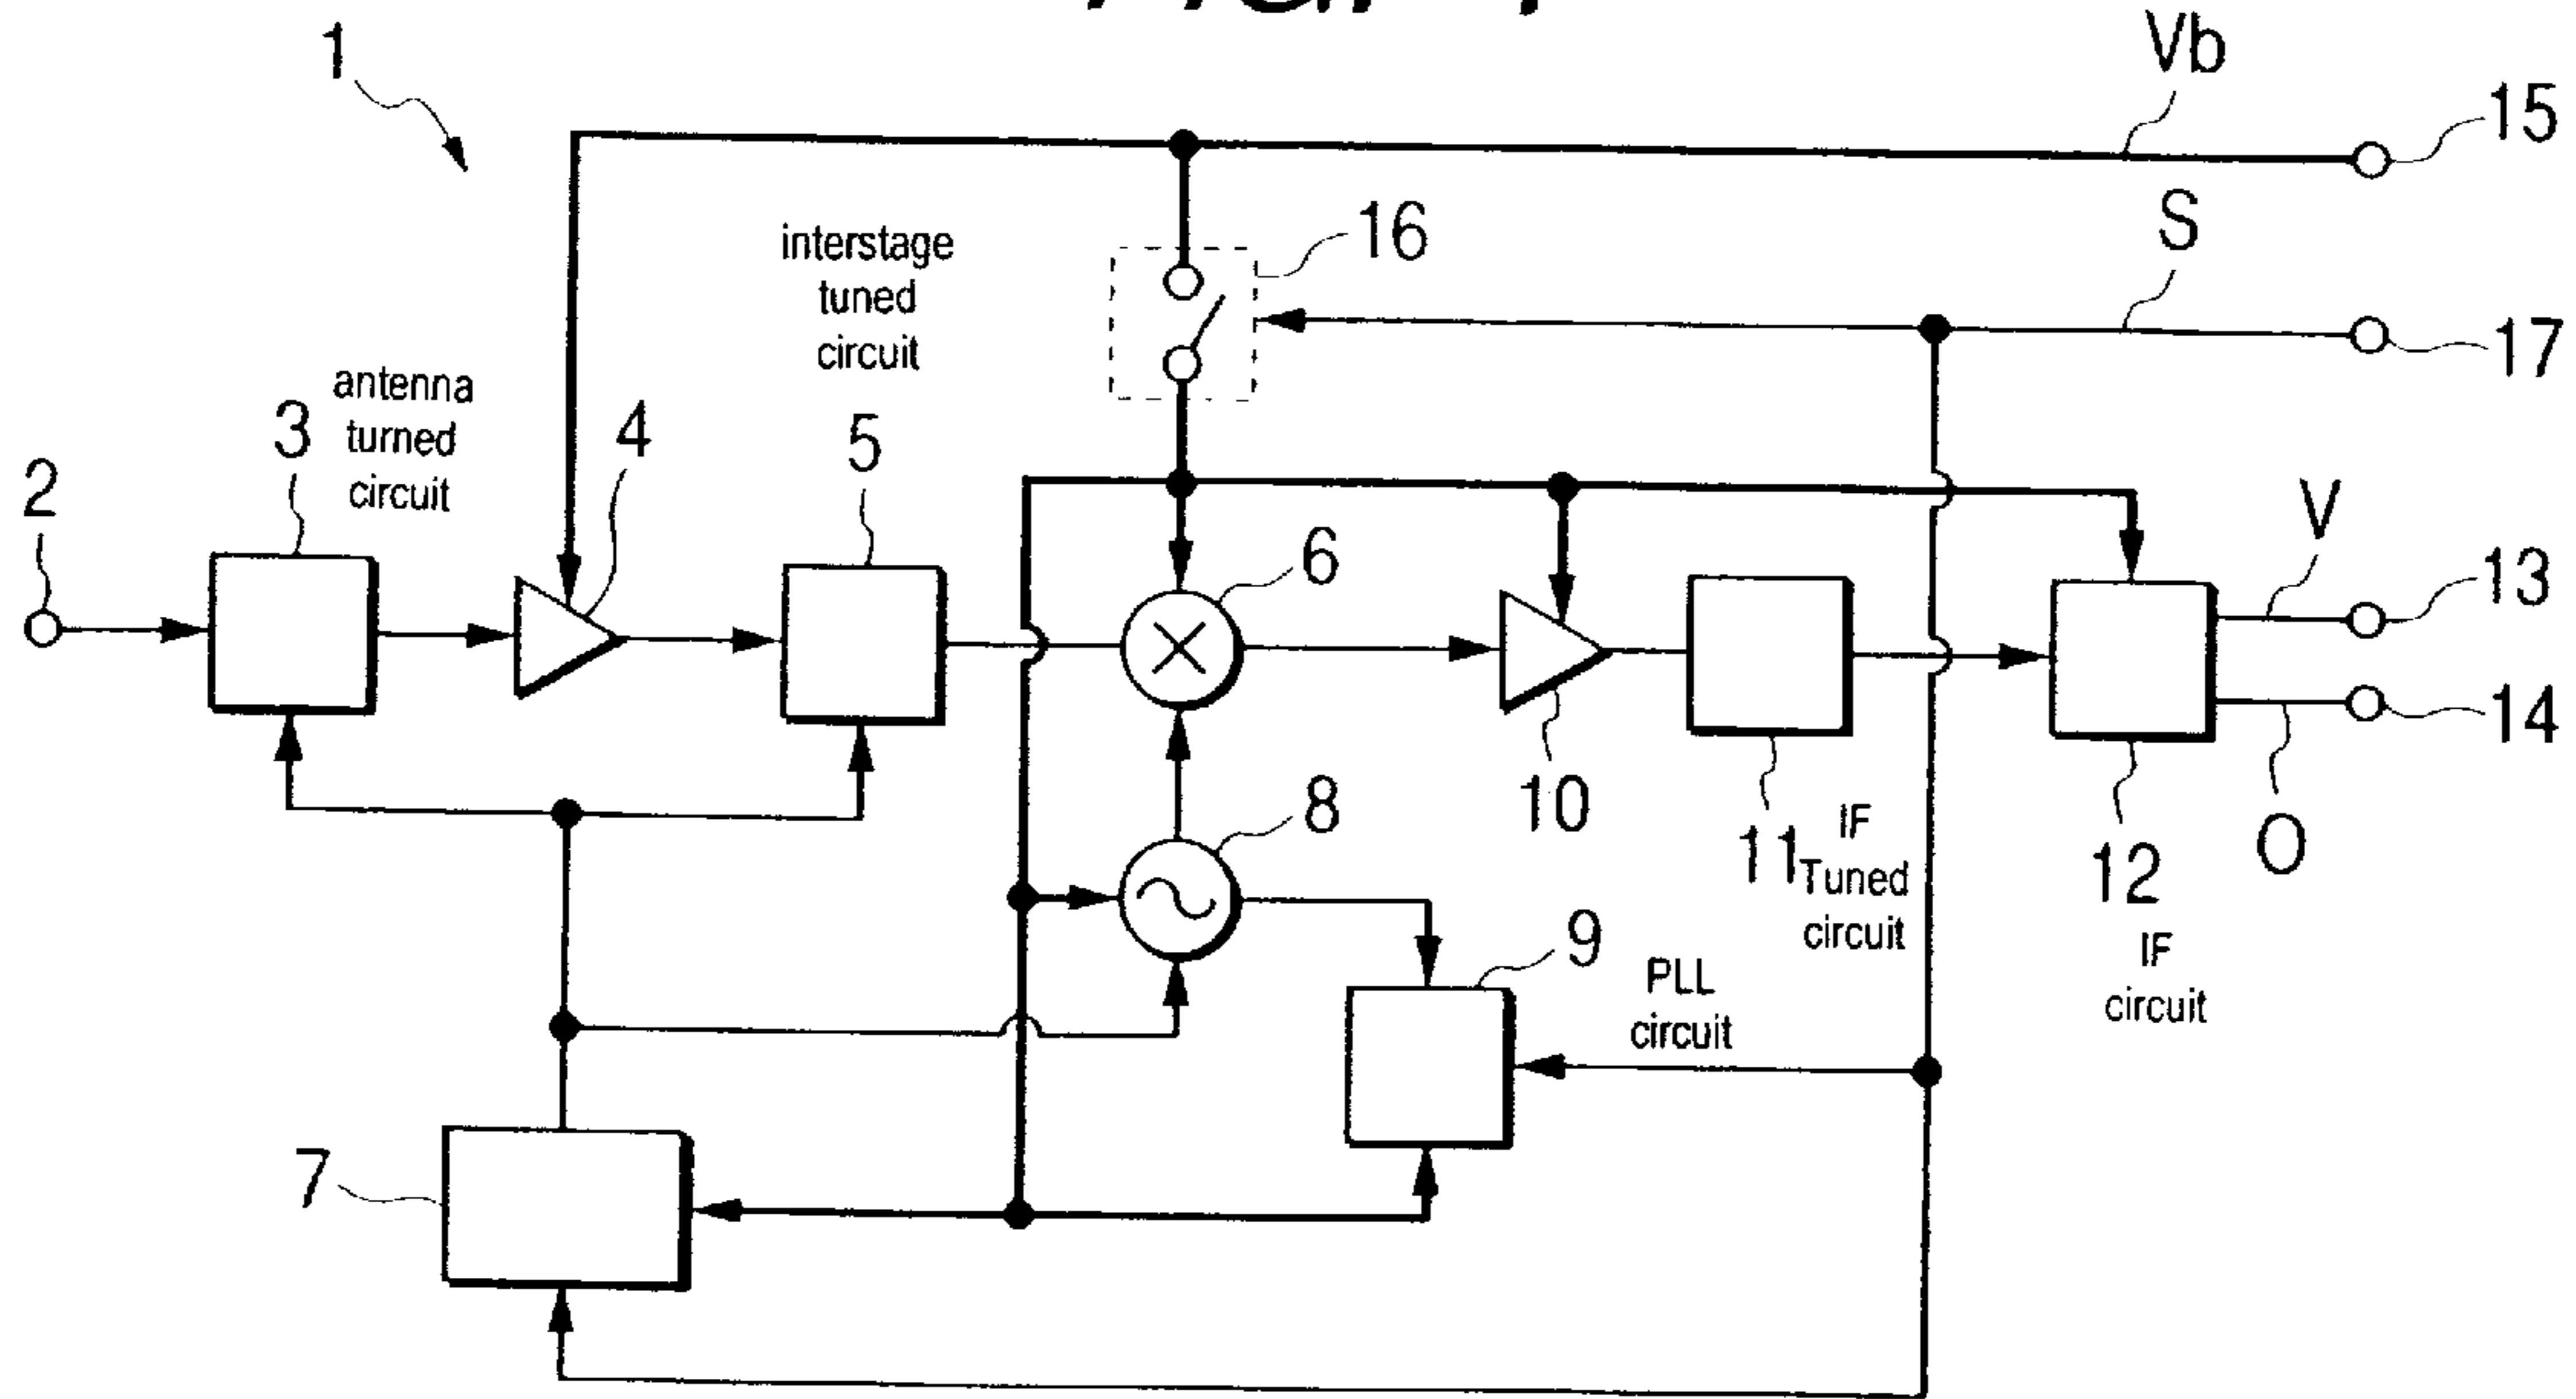 1
Vb
15
S
17
16
interstage
tuned
circuit
5
antenna
turned
circuit
3
4
2
6
V
13
14
O
10
11
IF
Tuned
circuit
12
IF
circuit
8
9
PLL
circuit
7